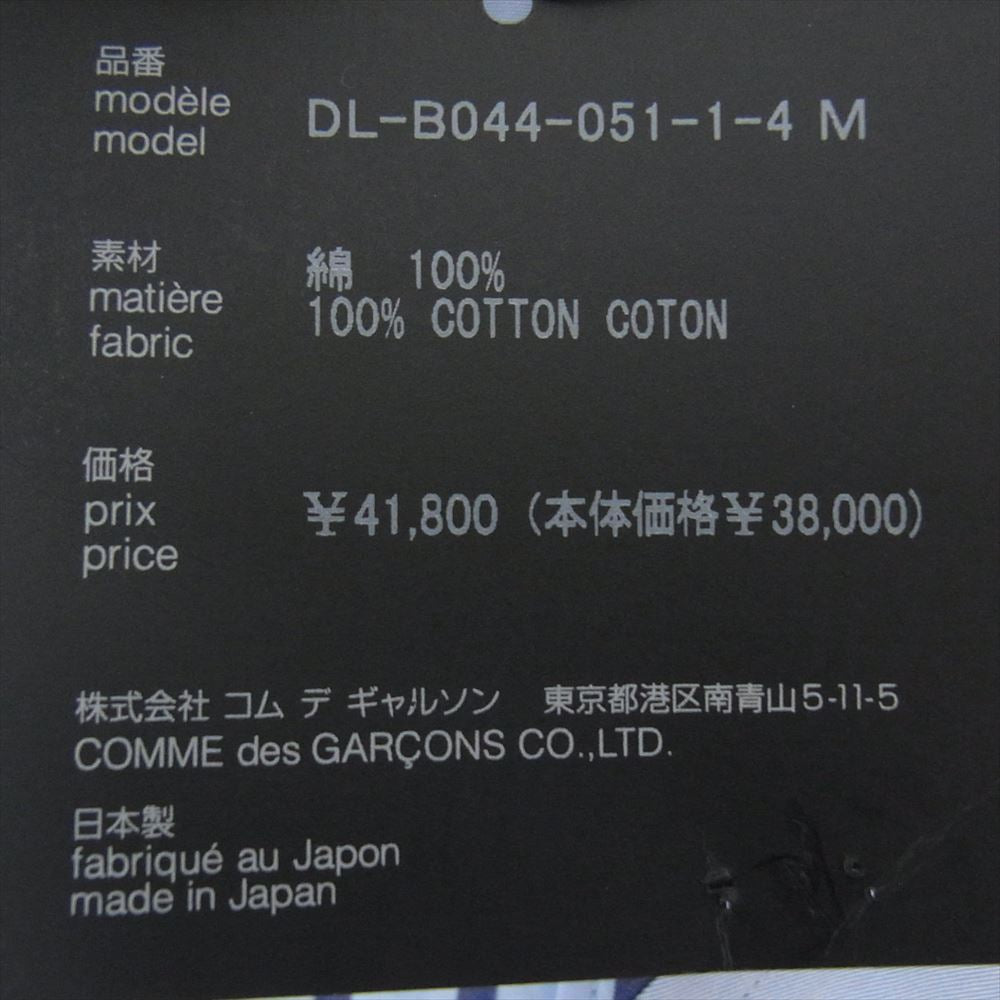 品番
modèle
model
DL-B044-051-1-4 M
素材
matière
fabric
綿 100%
100% COTTON COTON
価格
prix
price
¥41,800 (本体価格¥38,000)
株式会社 コム デ ギャルソン 東京都港区南青山5-11-5
COMME des GARÇONS CO.,LTD.
日本製
fabriqué au Japon
made in Japan